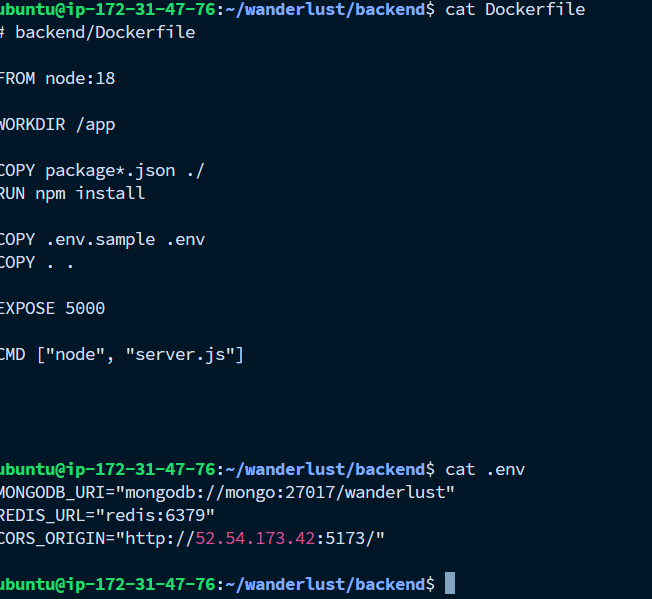 ubuntu@ip-172-31-47-76:~/wanderlust/backend$ cat Dockerfile
# backend/Dockerfile
FROM node:18
WORKDIR /app
COPY package*.json ./
RUN npm install
COPY .env.sample .env
COPY . .
EXPOSE 5000
CMD ["node", "server.js"]
ubuntu@ip-172-31-47-76:~/wanderlust/backend$ cat .env
MONGODB_URI="mongodb://mongo:27017/wanderlust"
REDIS_URL="redis:6379"
CORS_ORIGIN="http://52.54.173.42:5173/"
ubuntu@ip-172-31-47-76:~/wanderlust/backend$